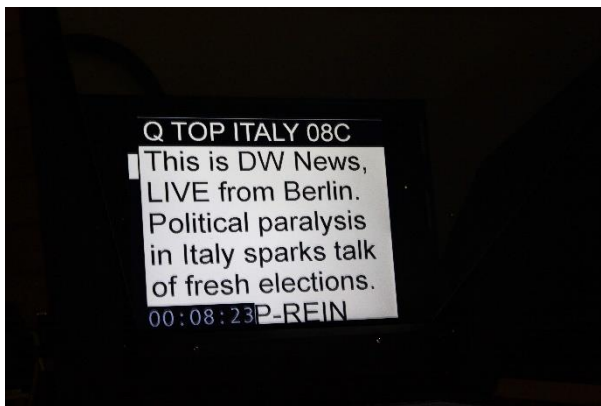 Q TOP ITALY 08C
This is DW News,
LIVE from Berlin.
Political paralysis
in Italy sparks talk
of fresh elections.
00:08:23 P-REIN